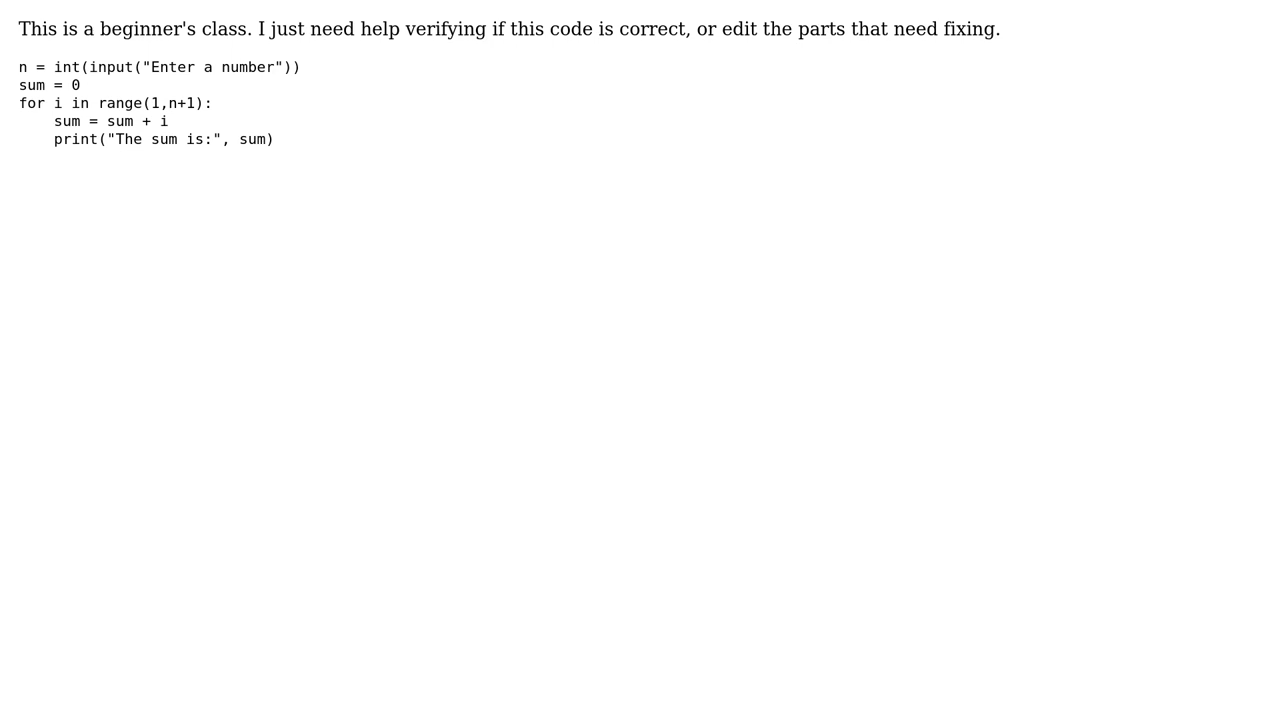 This is a beginner's class. I just need help verifying if this code is correct, or edit the parts that need fixing.
n = int(input("Enter a number"))
sum = 0
for i in range(1,n+1):
    sum = sum + i
    print("The sum is:", sum)